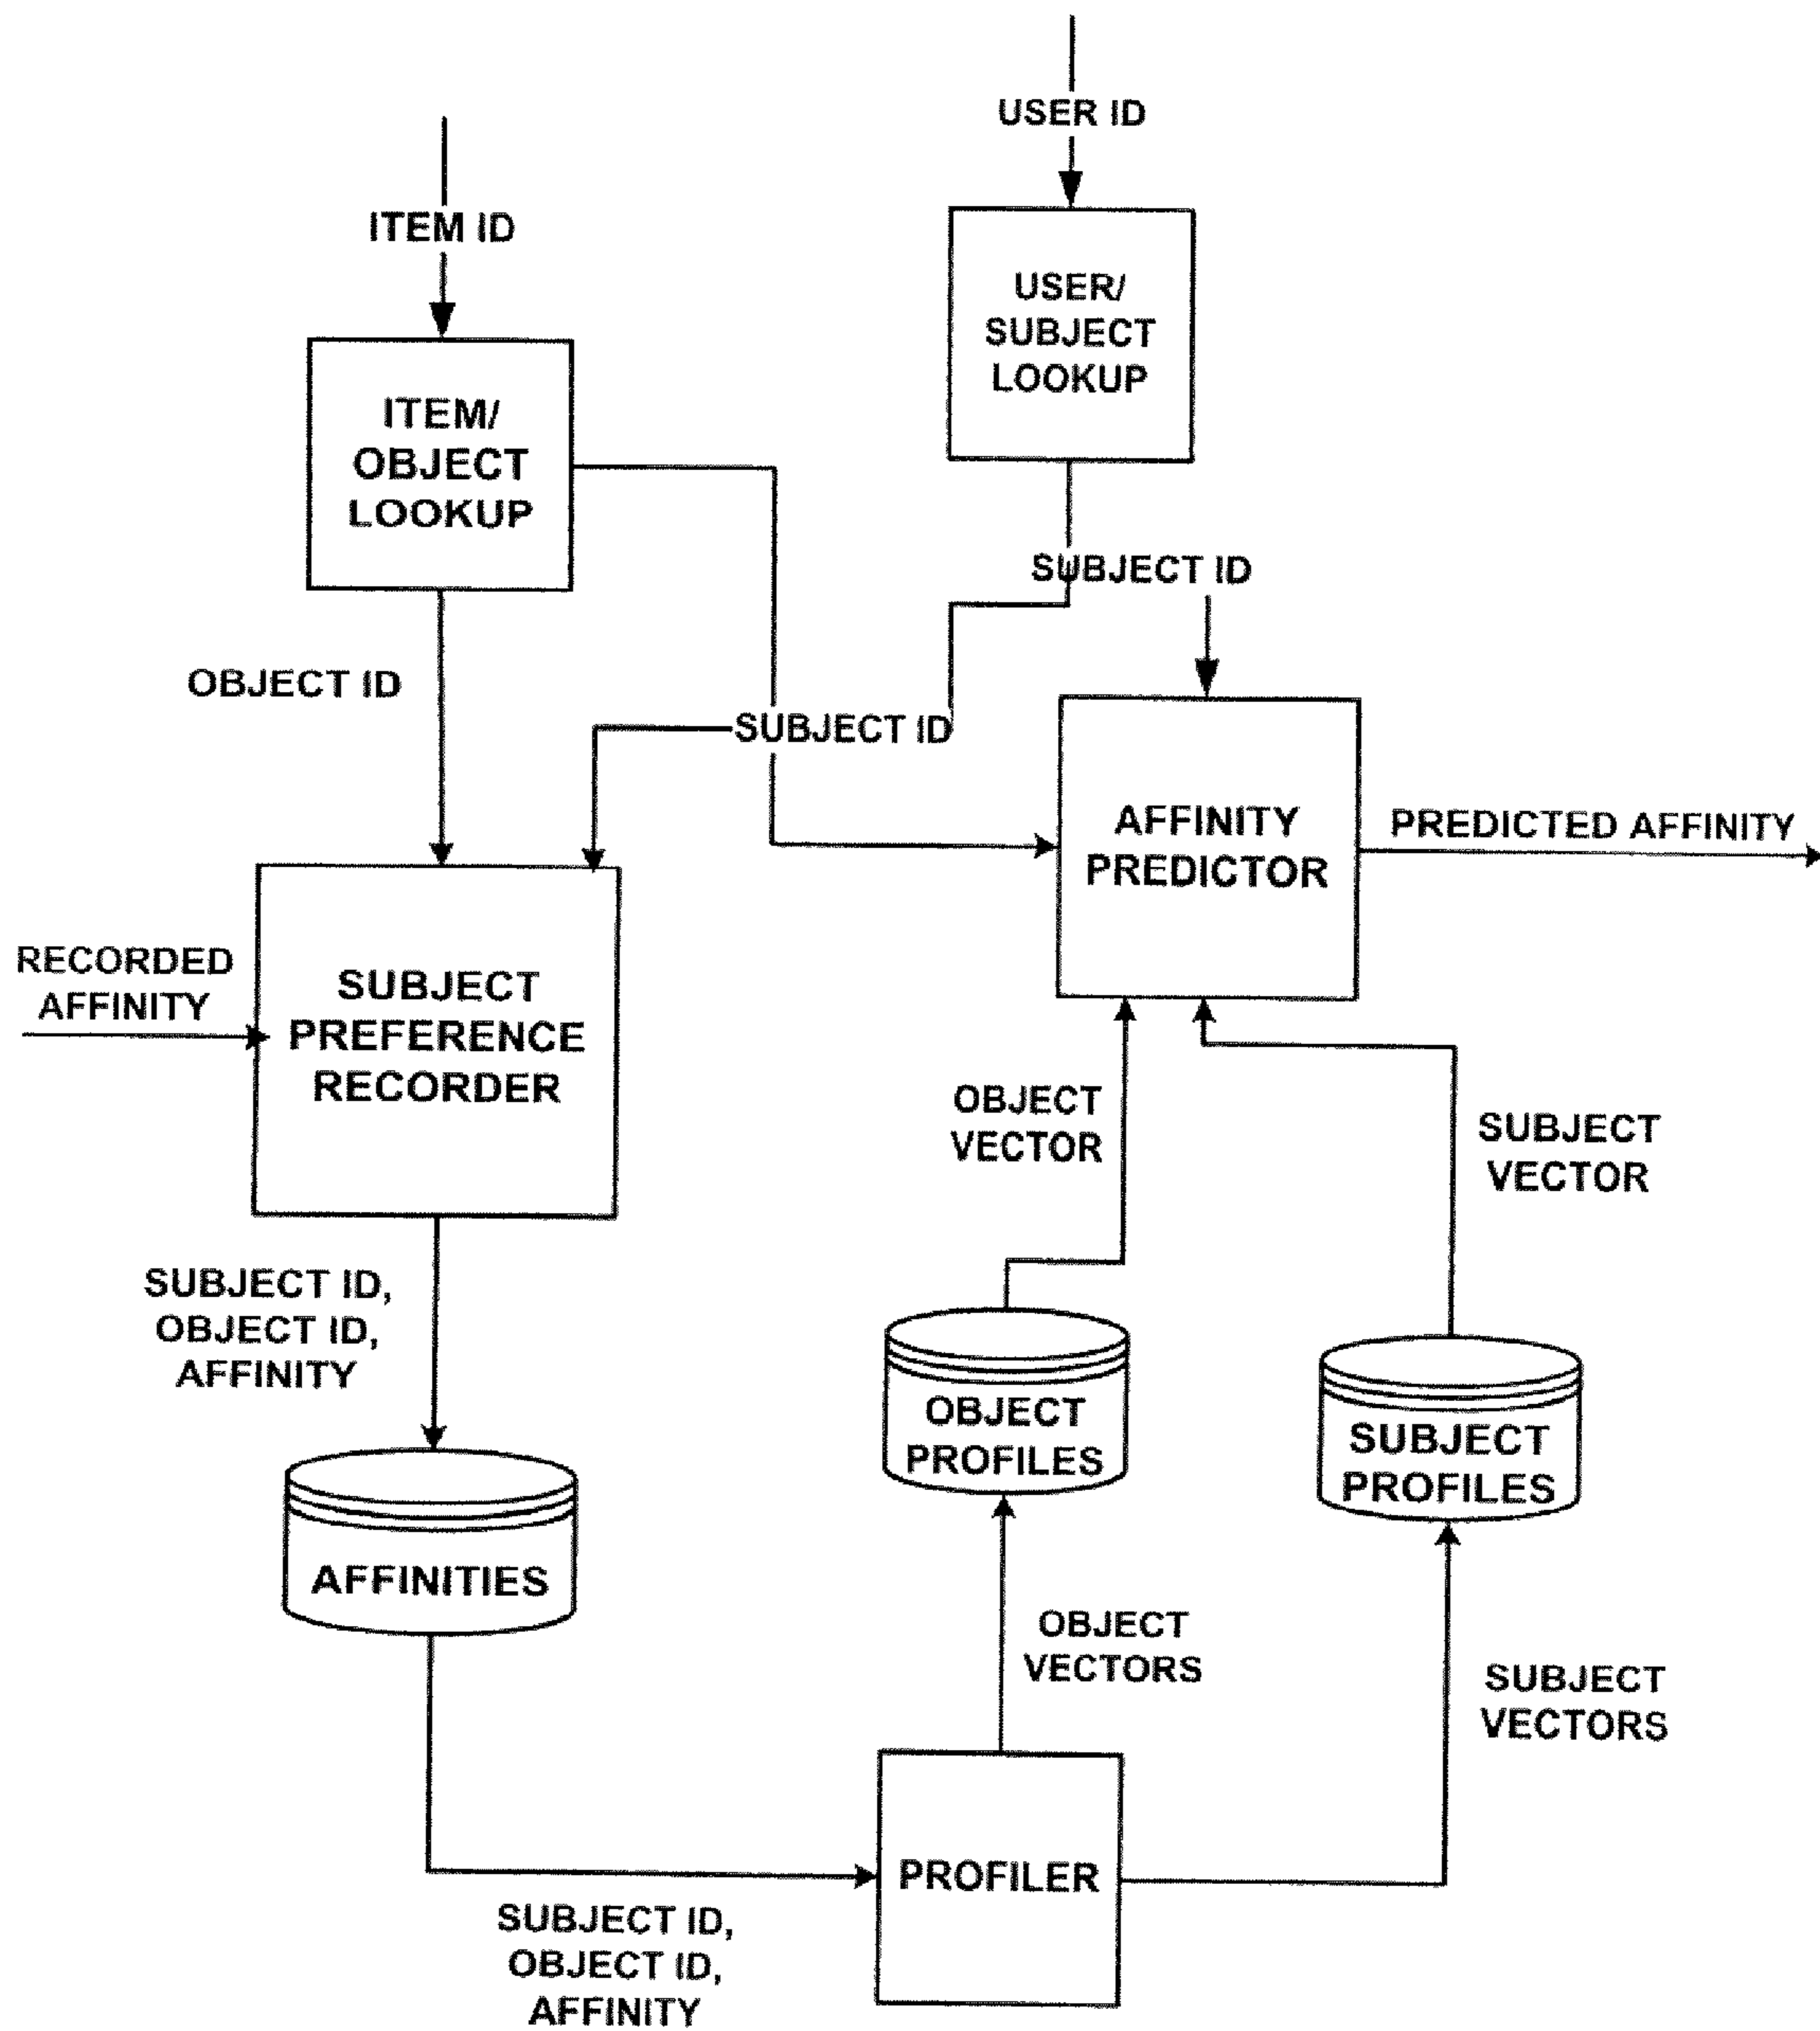 USER ID
ITEM ID
USER/
SUBJECT
LOOKUP
ITEM/
OBJECT
LOOKUP
SUBJECT ID
OBJECT ID
SUBJECT ID
AFFINITY
PREDICTOR
PREDICTED AFFINITY
RECORDED
AFFINITY
SUBJECT
PREFERENCE
RECORDER
OBJECT
VECTOR
SUBJECT
VECTOR
SUBJECT ID,
OBJECT ID,
AFFINITY
OBJECT
PROFILES
SUBJECT
PROFILES
AFFINITIES
OBJECT
VECTORS
SUBJECT
VECTORS
PROFILER
SUBJECT ID,
OBJECT ID,
AFFINITY